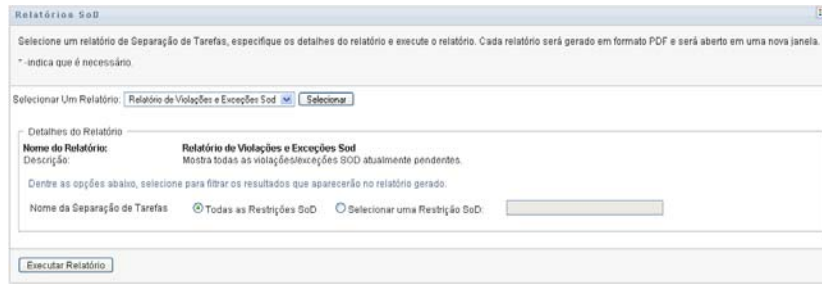 Relatórios SoD
Selecione um relatório de Separação de Tarefas, especifique os detalhes do relatório e execute o relatório. Cada relatório será gerado em formato PDF e será aberto em uma nova janela.
* -indica que é necessário.
Selecionar Um Relatório: Relatório de Violações e Exceções Sod Selecionar
Detalhes do Relatório
Nome do Relatório: Relatório de Violações e Exceções Sod
Descrição: Mostra todas as violações/exceções SOD atualmente pendentes.
Dentre as opções abaixo, selecione para filtrar os resultados que aparecerão no relatório gerado:
Nome da Separação de Tarefas Todas as Restrições SoD Selecionar uma Restrição SoD:
Executar Relatório